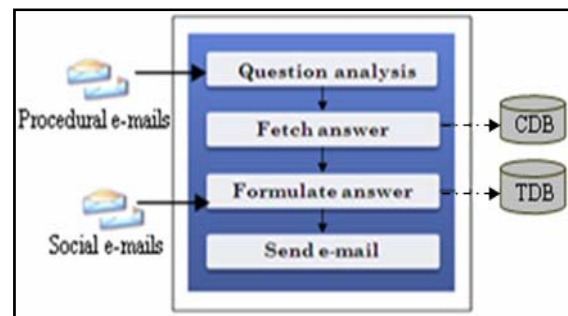 Question analysis
Procedural e-mails
Fetch answer
CDB
Formulate answer
TDB
Social e-mails
Send e-mail